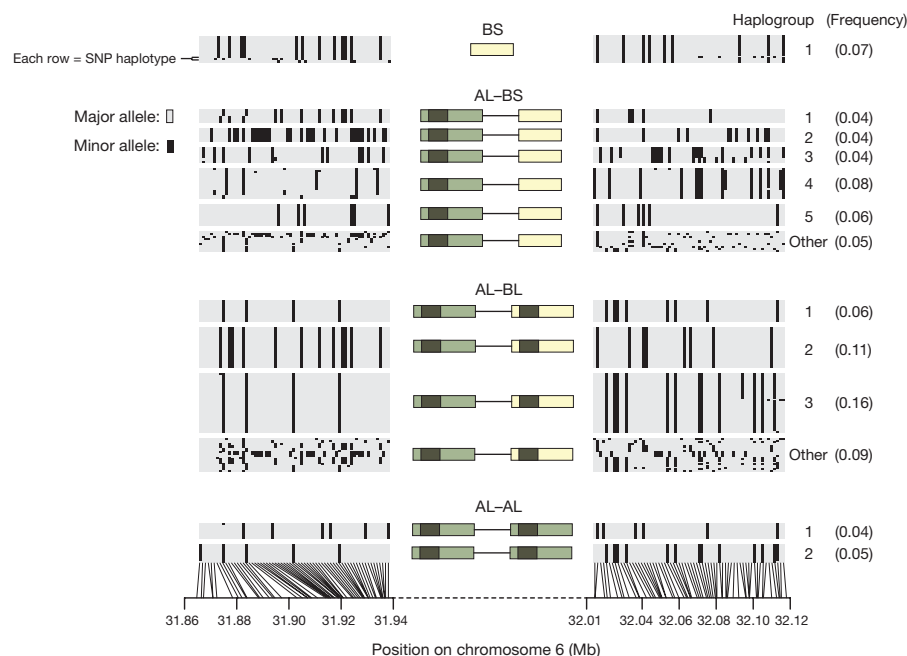 Haplogroup (Frequency)
BS
1 (0.07)
Each row = SNP haplotype
AL–BS
Major allele:
Minor allele:
1 (0.04)
2 (0.04)
3 (0.04)
4 (0.08)
5 (0.06)
Other (0.05)
AL–BL
1 (0.06)
2 (0.11)
3 (0.16)
Other (0.09)
AL–AL
1 (0.04)
2 (0.05)
31.86 31.88 31.90 31.92 31.94 32.01 32.04 32.06 32.08 32.10 32.12
Position on chromosome 6 (Mb)